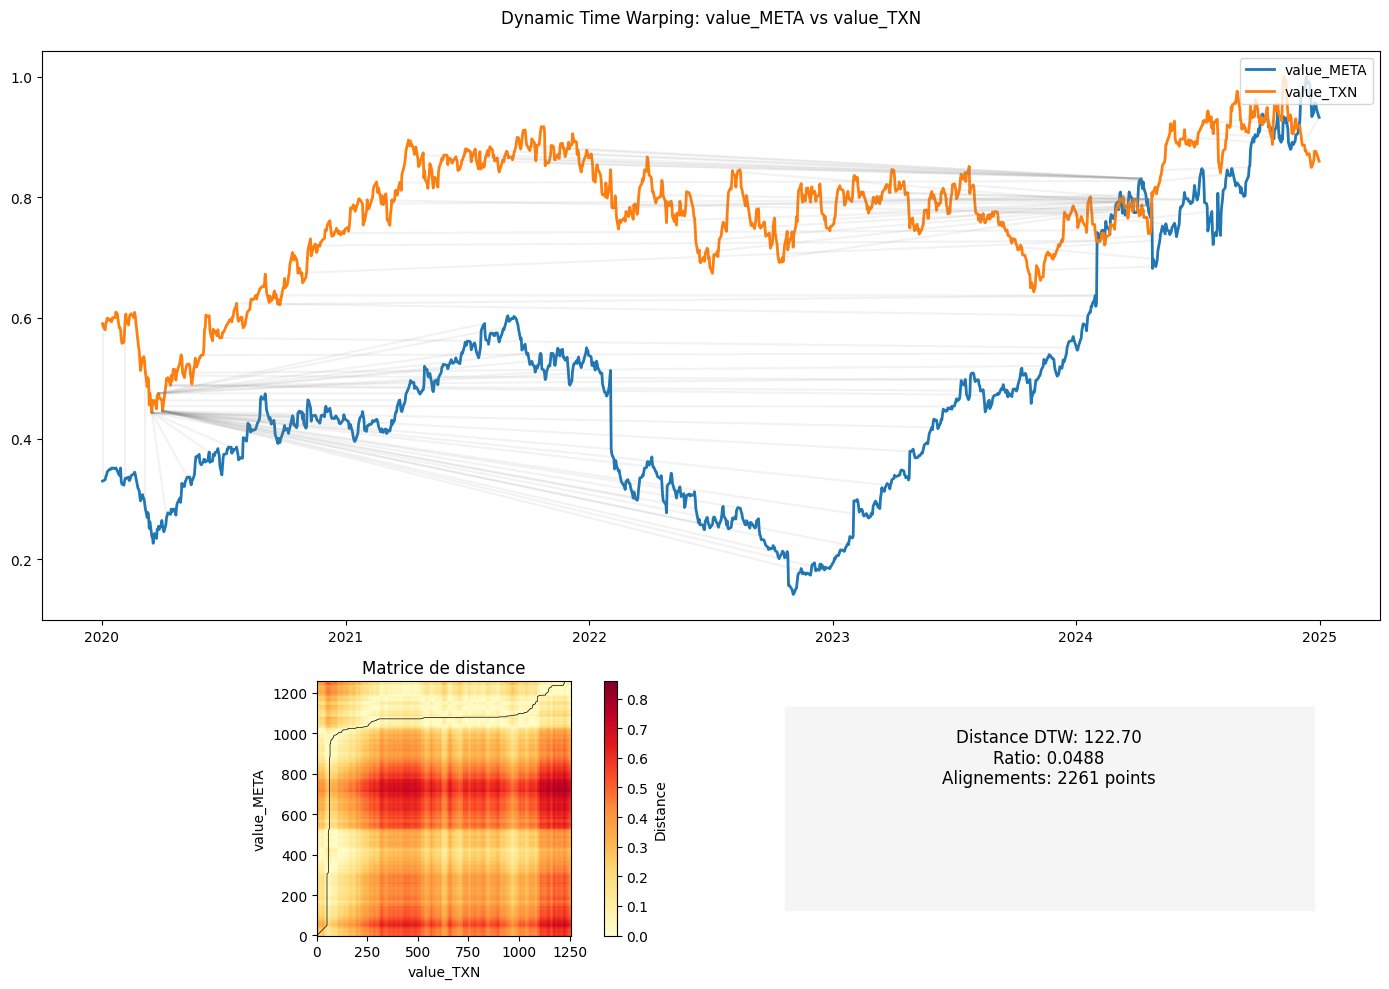 Dynamic Time Warping: value_META vs value_TXN
value_META
value_TXN
1.0
0.8
0.6
0.4
0.2
2020 2021 2022 2023 2024 2025
Matrice de distance
value_META
1200
1000
800
600
400
200
0
0 250 500 750 1000 1250
value_TXN
0.8
0.7
0.6
0.5
0.4
0.3
0.2
0.1
0.0
Distance
Distance DTW: 122.70
Ratio: 0.0488
Alignements: 2261 points